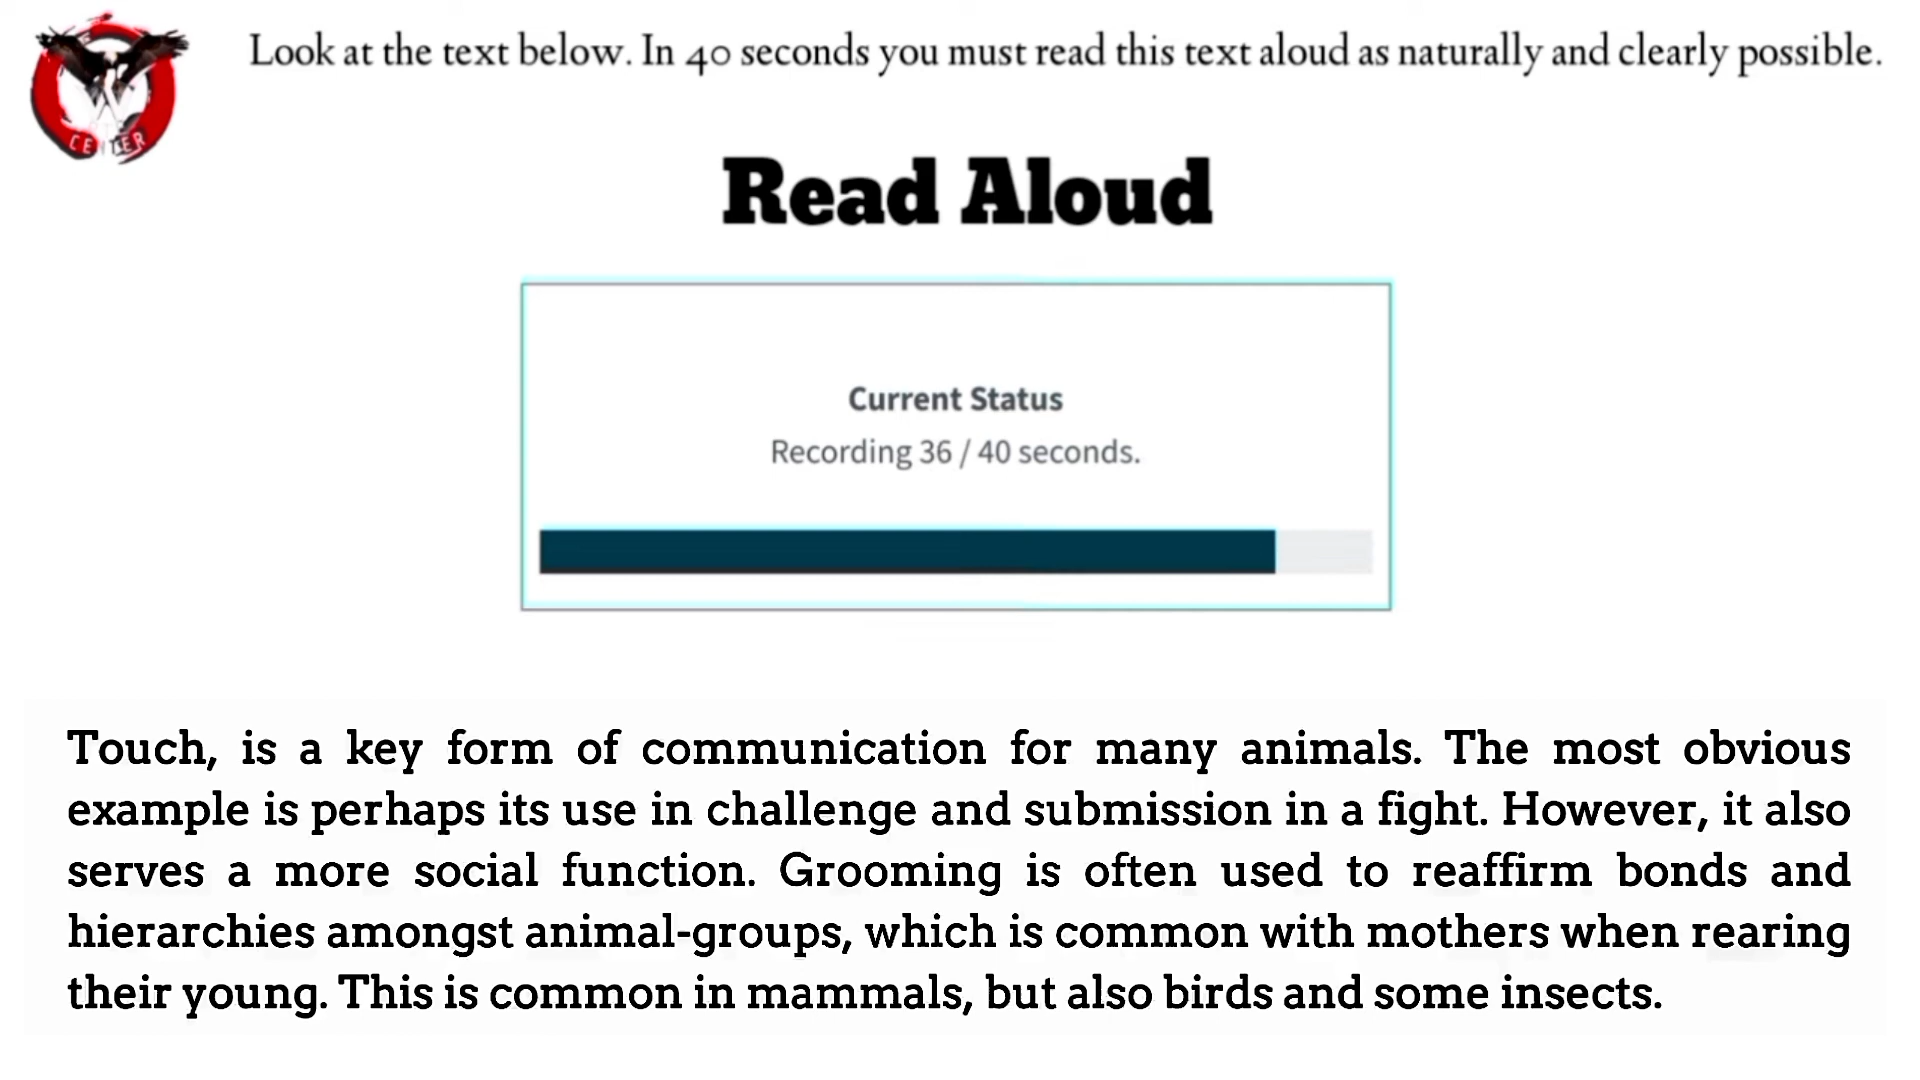 Look at the text below. In 40 seconds you must read this text aloud as naturally and clearly possible.
CENTER
Read Aloud
Current Status
Recording 36 / 40 seconds.
Touch, is a key form of communication for many animals. The most obvious
example is perhaps its use in challenge and submission in a fight. However, it also
serves a more social function. Grooming is often used to reaffirm bonds and
hierarchies amongst animal-groups, which is common with mothers when rearing
their young. This is common in mammals, but also birds and some insects.